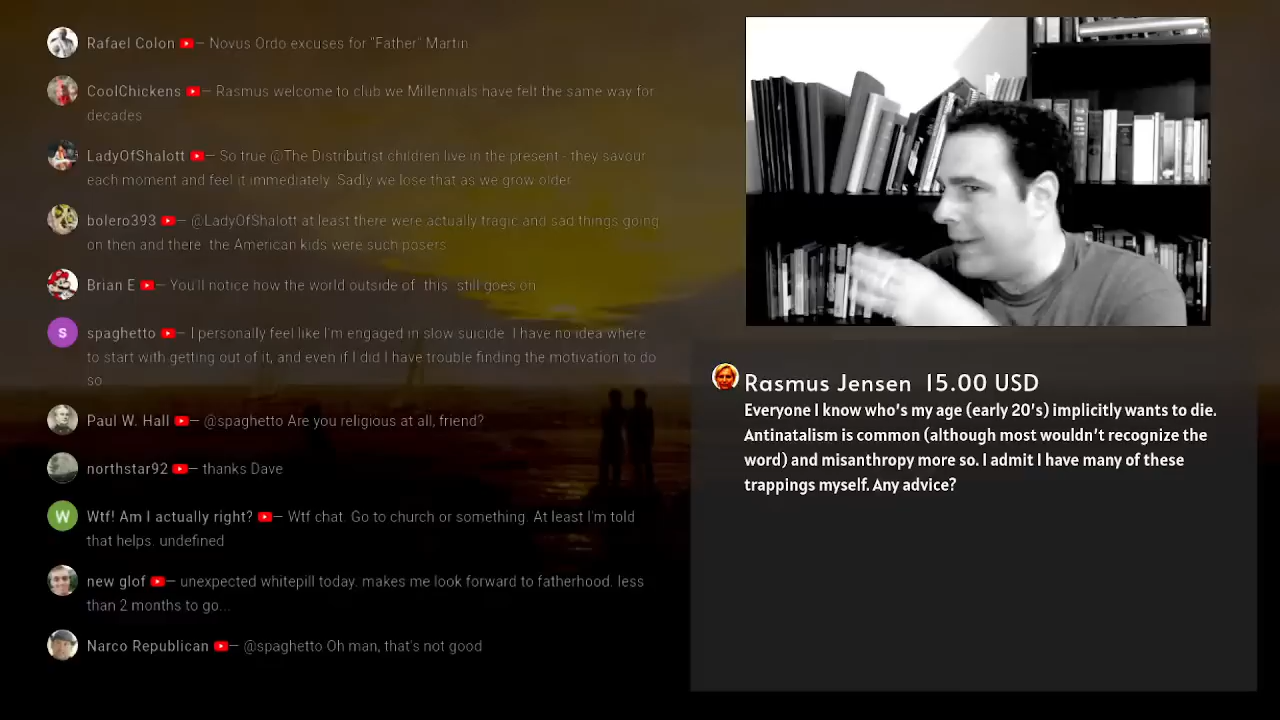 Rafael Colon — Novus Ordo excuses for "Father" Martin
CoolChickens — Rasmus welcome to club we Millennials have felt the same way for
decades
LadyOfShalott — So true @The Distributist children live in the present - they savour
each moment and feel it immediately. Sadly we lose that as we grow older
bolero393 — @LadyOfShalott at least there were actually tragic and sad things going
on then and there the American kids were such posers
Brian E — You'll notice how the world outside of this still goes on
S
spaghetto — I personally feel like I'm engaged in slow suicide I have no idea where
to start with getting out of it, and even if I did I have trouble finding the motivation to do
so
Paul W. Hall — @spaghetto Are you religious at all, friend?
northstar92 — thanks Dave
W
Wtf! Am I actually right? — Wtf chat. Go to church or something. At least I'm told
that helps. undefined
new glof — unexpected whitepill today. makes me look forward to fatherhood. less
than 2 months to go...
Narco Republican — @spaghetto Oh man, that's not good
Rasmus Jensen 15.00 USD
Everyone I know who's my age (early 20's) implicitly wants to die.
Antinatalism is common (although most wouldn't recognize the
word) and misanthropy more so. I admit I have many of these
trappings myself. Any advice?